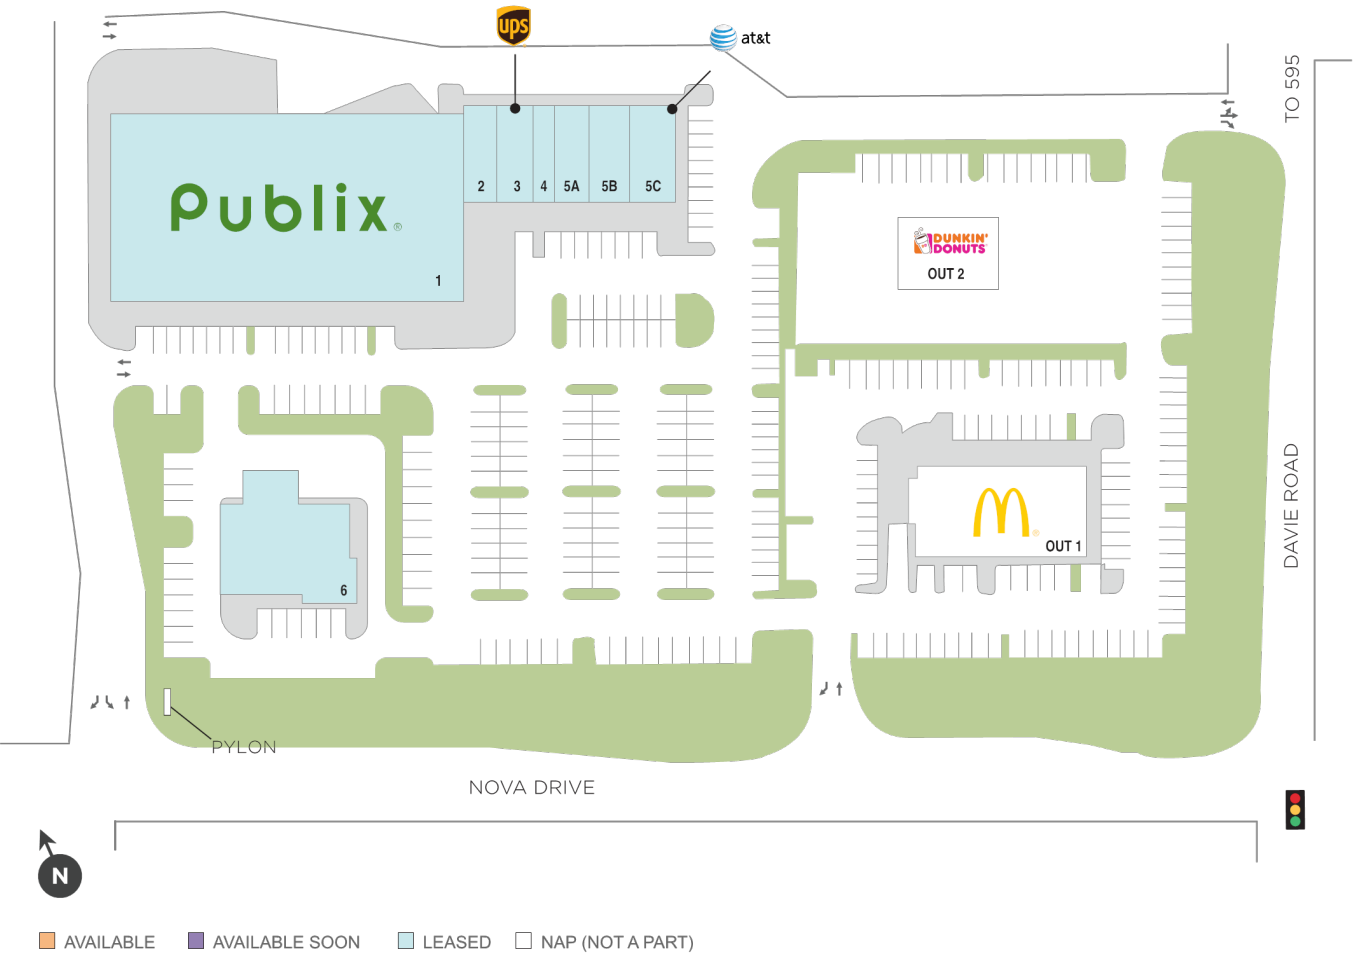 ups
at&t
TO 595
2
3
4
5A
5B
5C
Publix®
1
DUNKIN'
DONUTS
OUT 2
DAVIE ROAD
OUT 1
6
PYLON
NOVA DRIVE
N
AVAILABLE
AVAILABLE SOON
LEASED
NAP (NOT A PART)